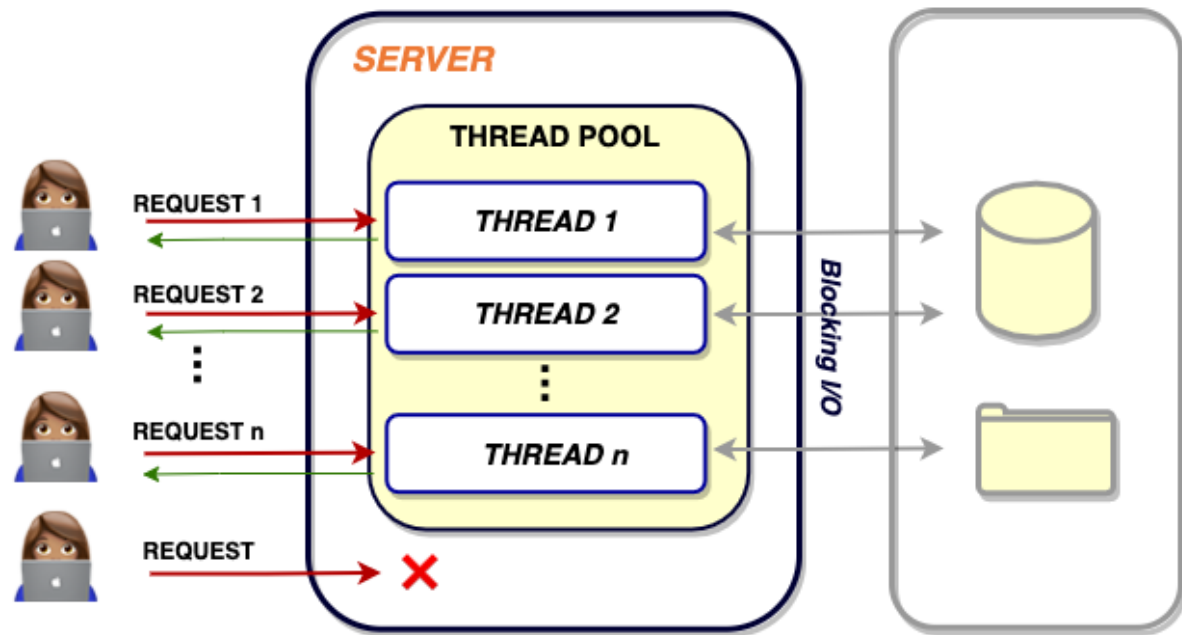 SERVER
THREAD POOL
REQUEST 1
THREAD 1
REQUEST 2
THREAD 2
Blocking I/O
REQUEST n
THREAD n
REQUEST